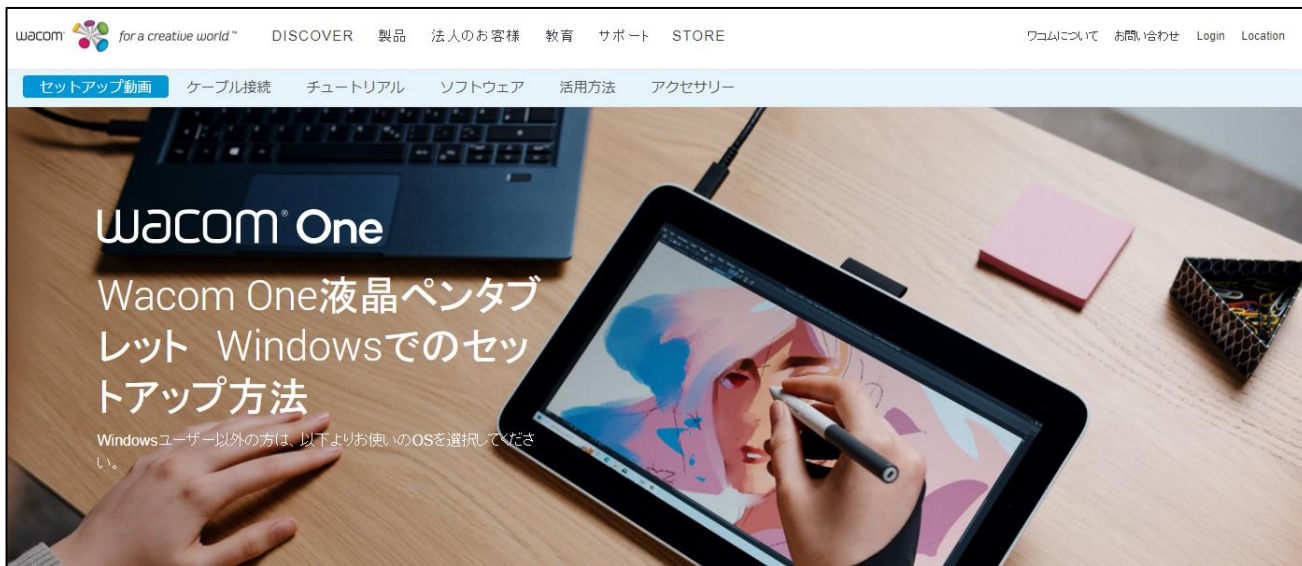 wacom for a creative world™ DISCOVER 製品 法人のお客様 教育 サポート STORE ワコムについて お問い合わせ Login Location
セットアップ動画 ケーブル接続 チュートリアル ソフトウェア 活用方法 アクセサリー
wacom® One
Wacom One液晶ペンタブ
レット Windowsでのセッ
トアップ方法
Windowsユーザー以外の方は、以下よりお使いのOSを選択してくださ
い。